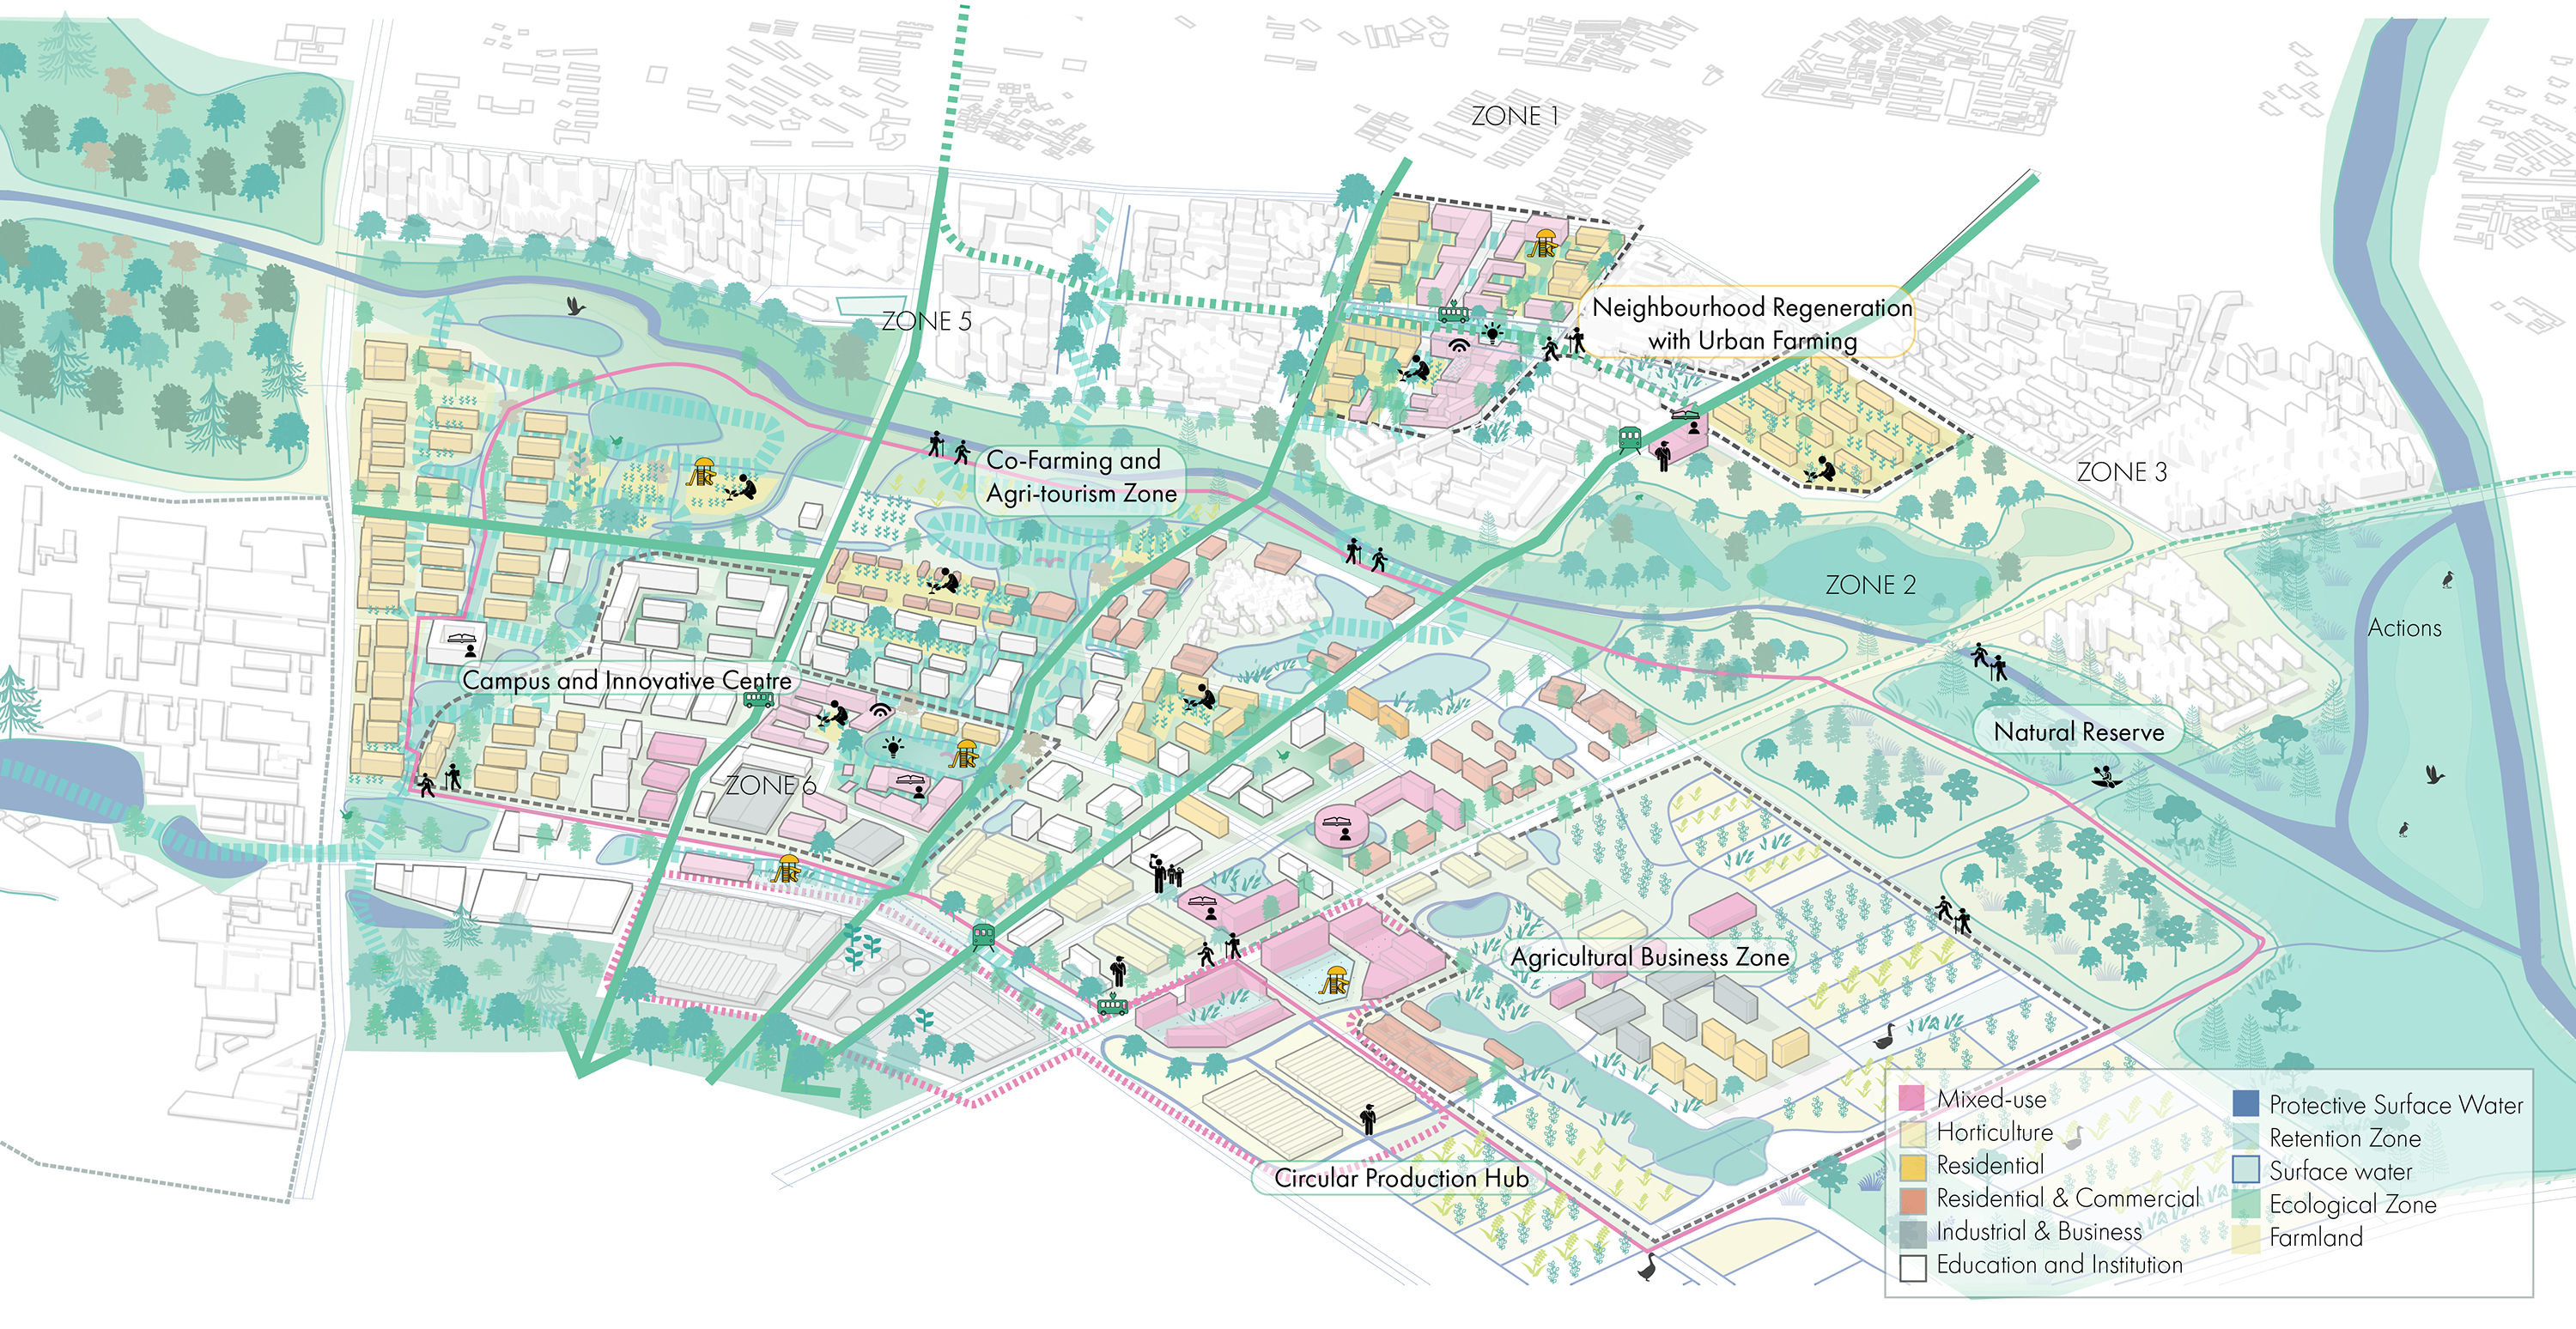 ZONE 1
Neighbourhood Regeneration
with Urban Farming
ZONE 5
Co-Farming and
Agri-tourism Zone
ZONE 3
ZONE 2
Actions
Campus and Innovative Centre
Natural Reserve
ZONE 6
Agricultural Business Zone
Circular Production Hub
Mixed-use
Horticulture
Residential
Residential & Commercial
Industrial & Business
Education and Institution
Protective Surface Water
Retention Zone
Surface water
Ecological Zone
Farmland